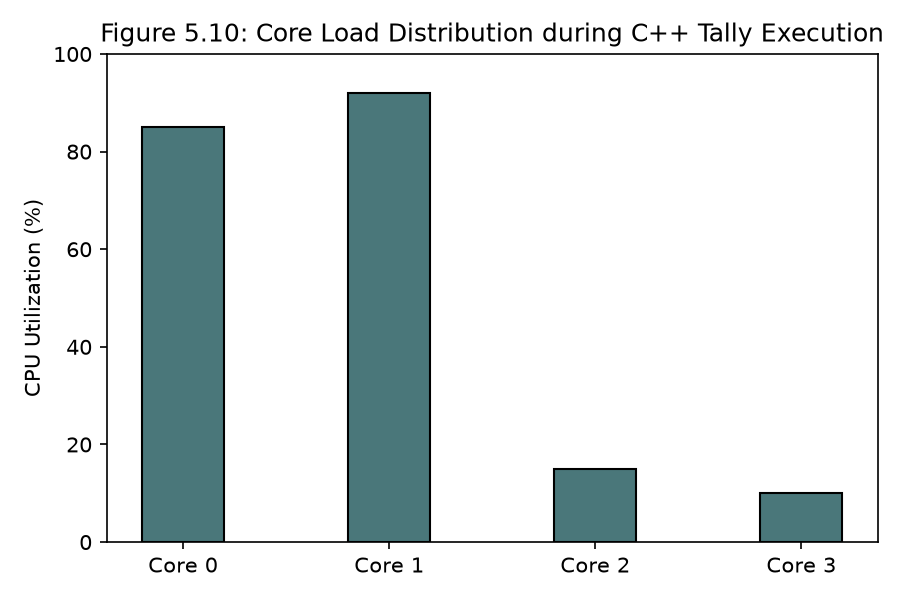 Figure 5.10: Core Load Distribution during C++ Tally Execution
CPU Utilization (%)
100
80
60
40
20
0
Core 0
Core 1
Core 2
Core 3